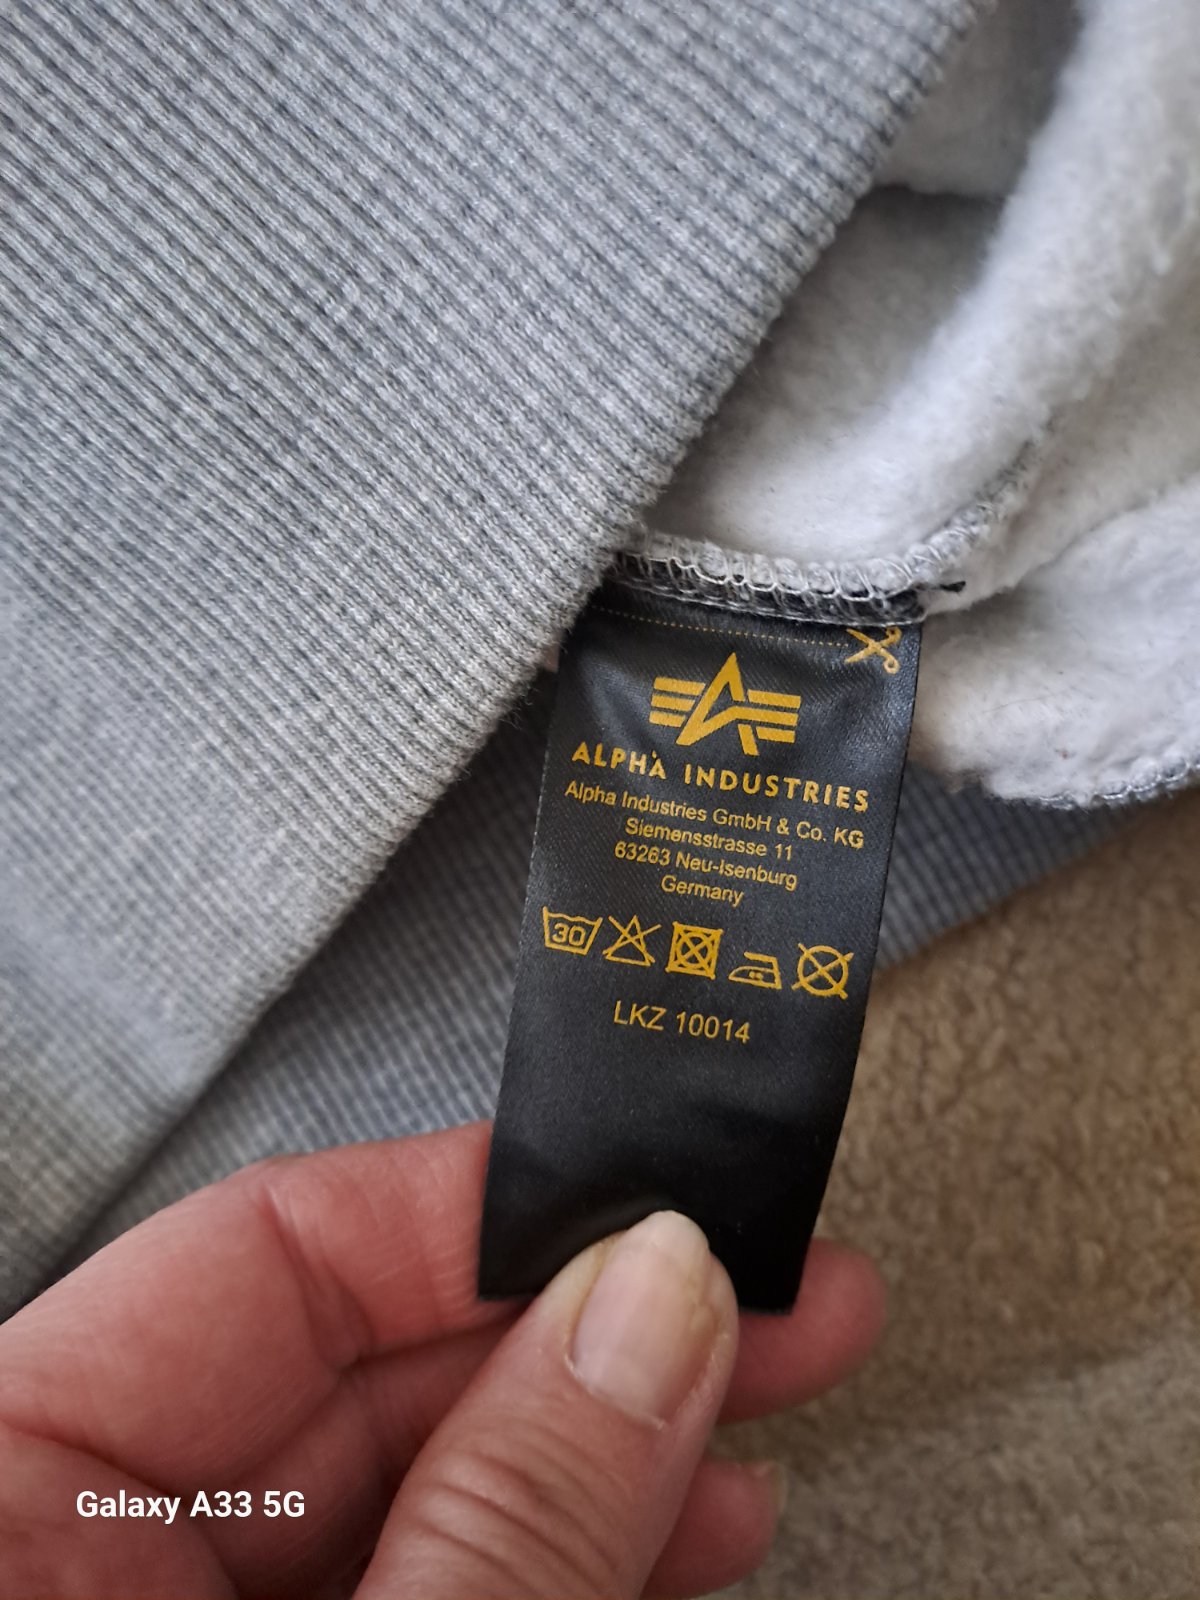 ALPHA INDUSTRIES
Alpha Industries GmbH & Co. KG
Siemensstrasse 11
63263 Neu-Isenburg
Germany
30
LKZ 10014
Galaxy A33 5G